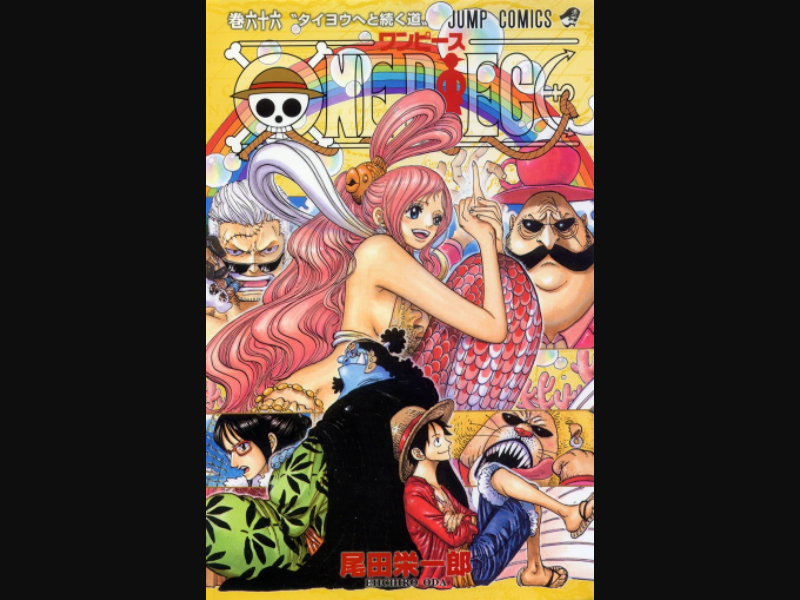 巻六十六 〝タイヨウへと続く道〟
JUMP COMICS
ワンピース
ONE PIECE
尾田栄一郎
EIICHIRO ODA